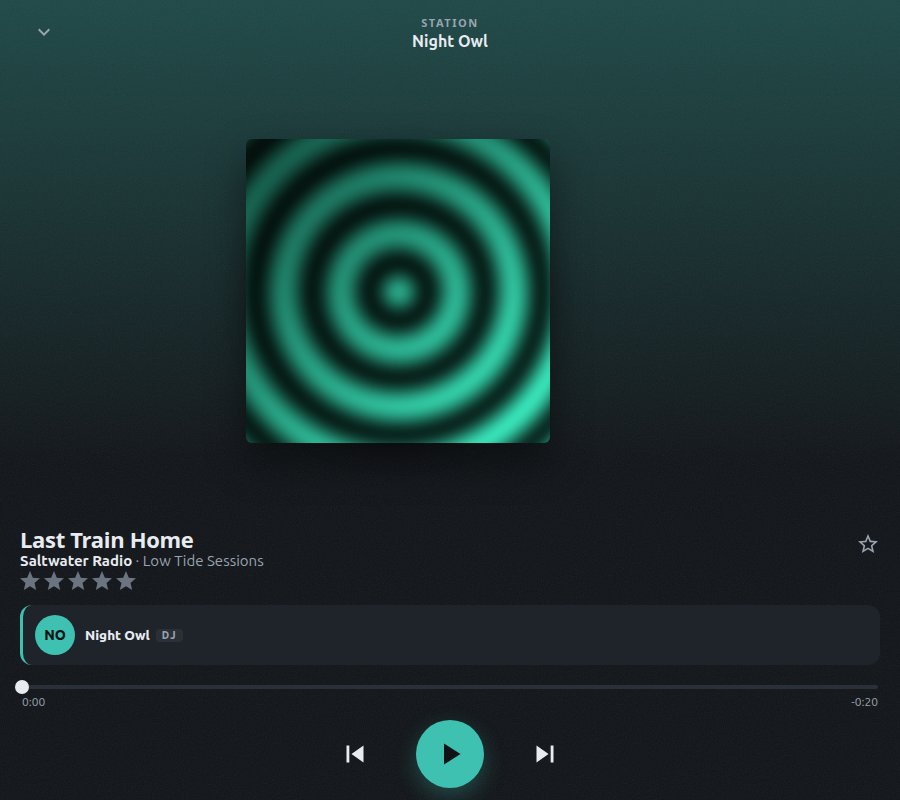 STATION
Night Owl
Last Train Home
Saltwater Radio · Low Tide Sessions
NO Night Owl DJ
0:00 -0:20